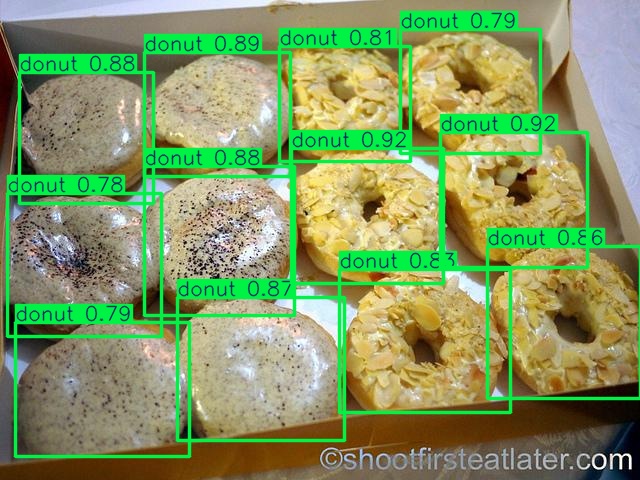 donut 0.79
donut 0.89
donut 0.81
donut 0.88
donut 0.92
donut 0.92
donut 0.88
donut 0.78
donut 0.86
donut 0.83
donut 0.87
donut 0.79
©shootfirsteatlater.com